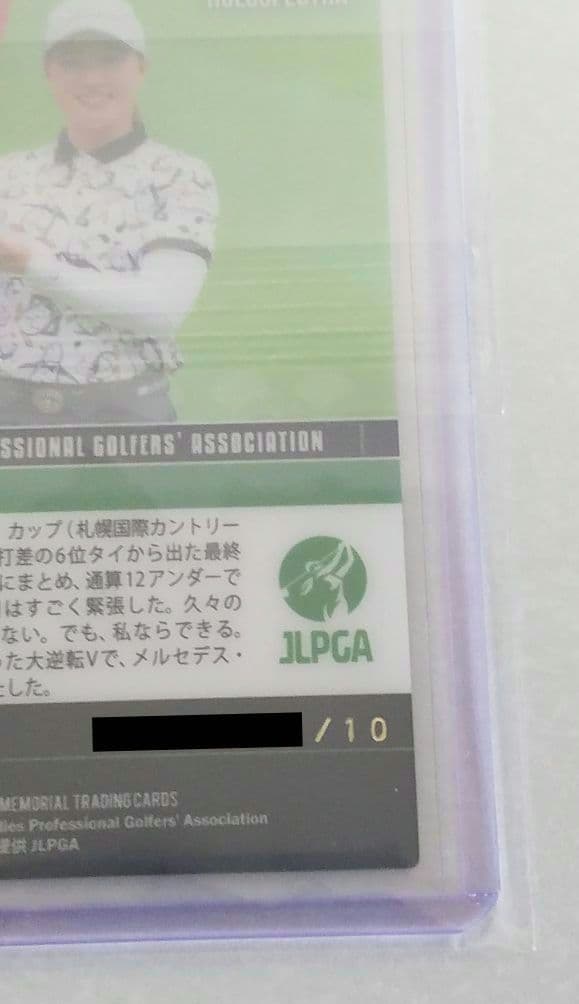 HOLOSPECTRA
SSIONAL GOLFERS' ASSOCIATION
カップ(札幌国際カントリー
打差の6位タイから出た最終
にまとめ、通算12アンダーで
はすごく緊張した。久々の
ない。でも、私ならできる。
った大逆転Vで、メルセデス・
たした。
JLPGA
/10
MEMORIAL TRADING CARDS
dies Professional Golfers' Association
提供 JLPGA